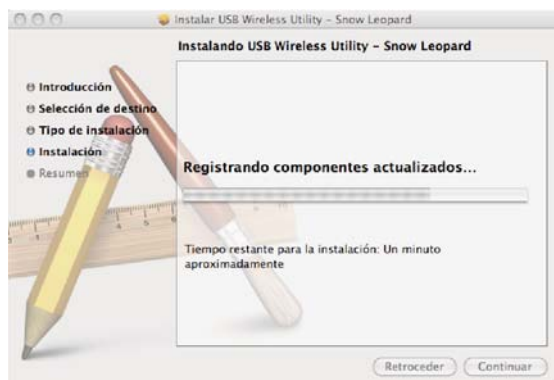 Instalar USB Wireless Utility – Snow Leopard
Instalando USB Wireless Utility – Snow Leopard
Introducción
Selección de destino
Tipo de instalación
Instalación
Resumen
Registrando componentes actualizados...
Tiempo restante para la instalación: Un minuto
aproximadamente
Retroceder
Continuar